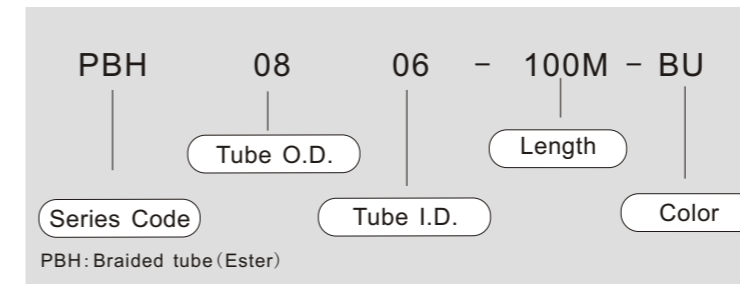 PBH 08 06 – 100M – BU
Tube O.D.
Length
Series Code
Tube I.D.
Color
PBH:Braided tube(Ester)